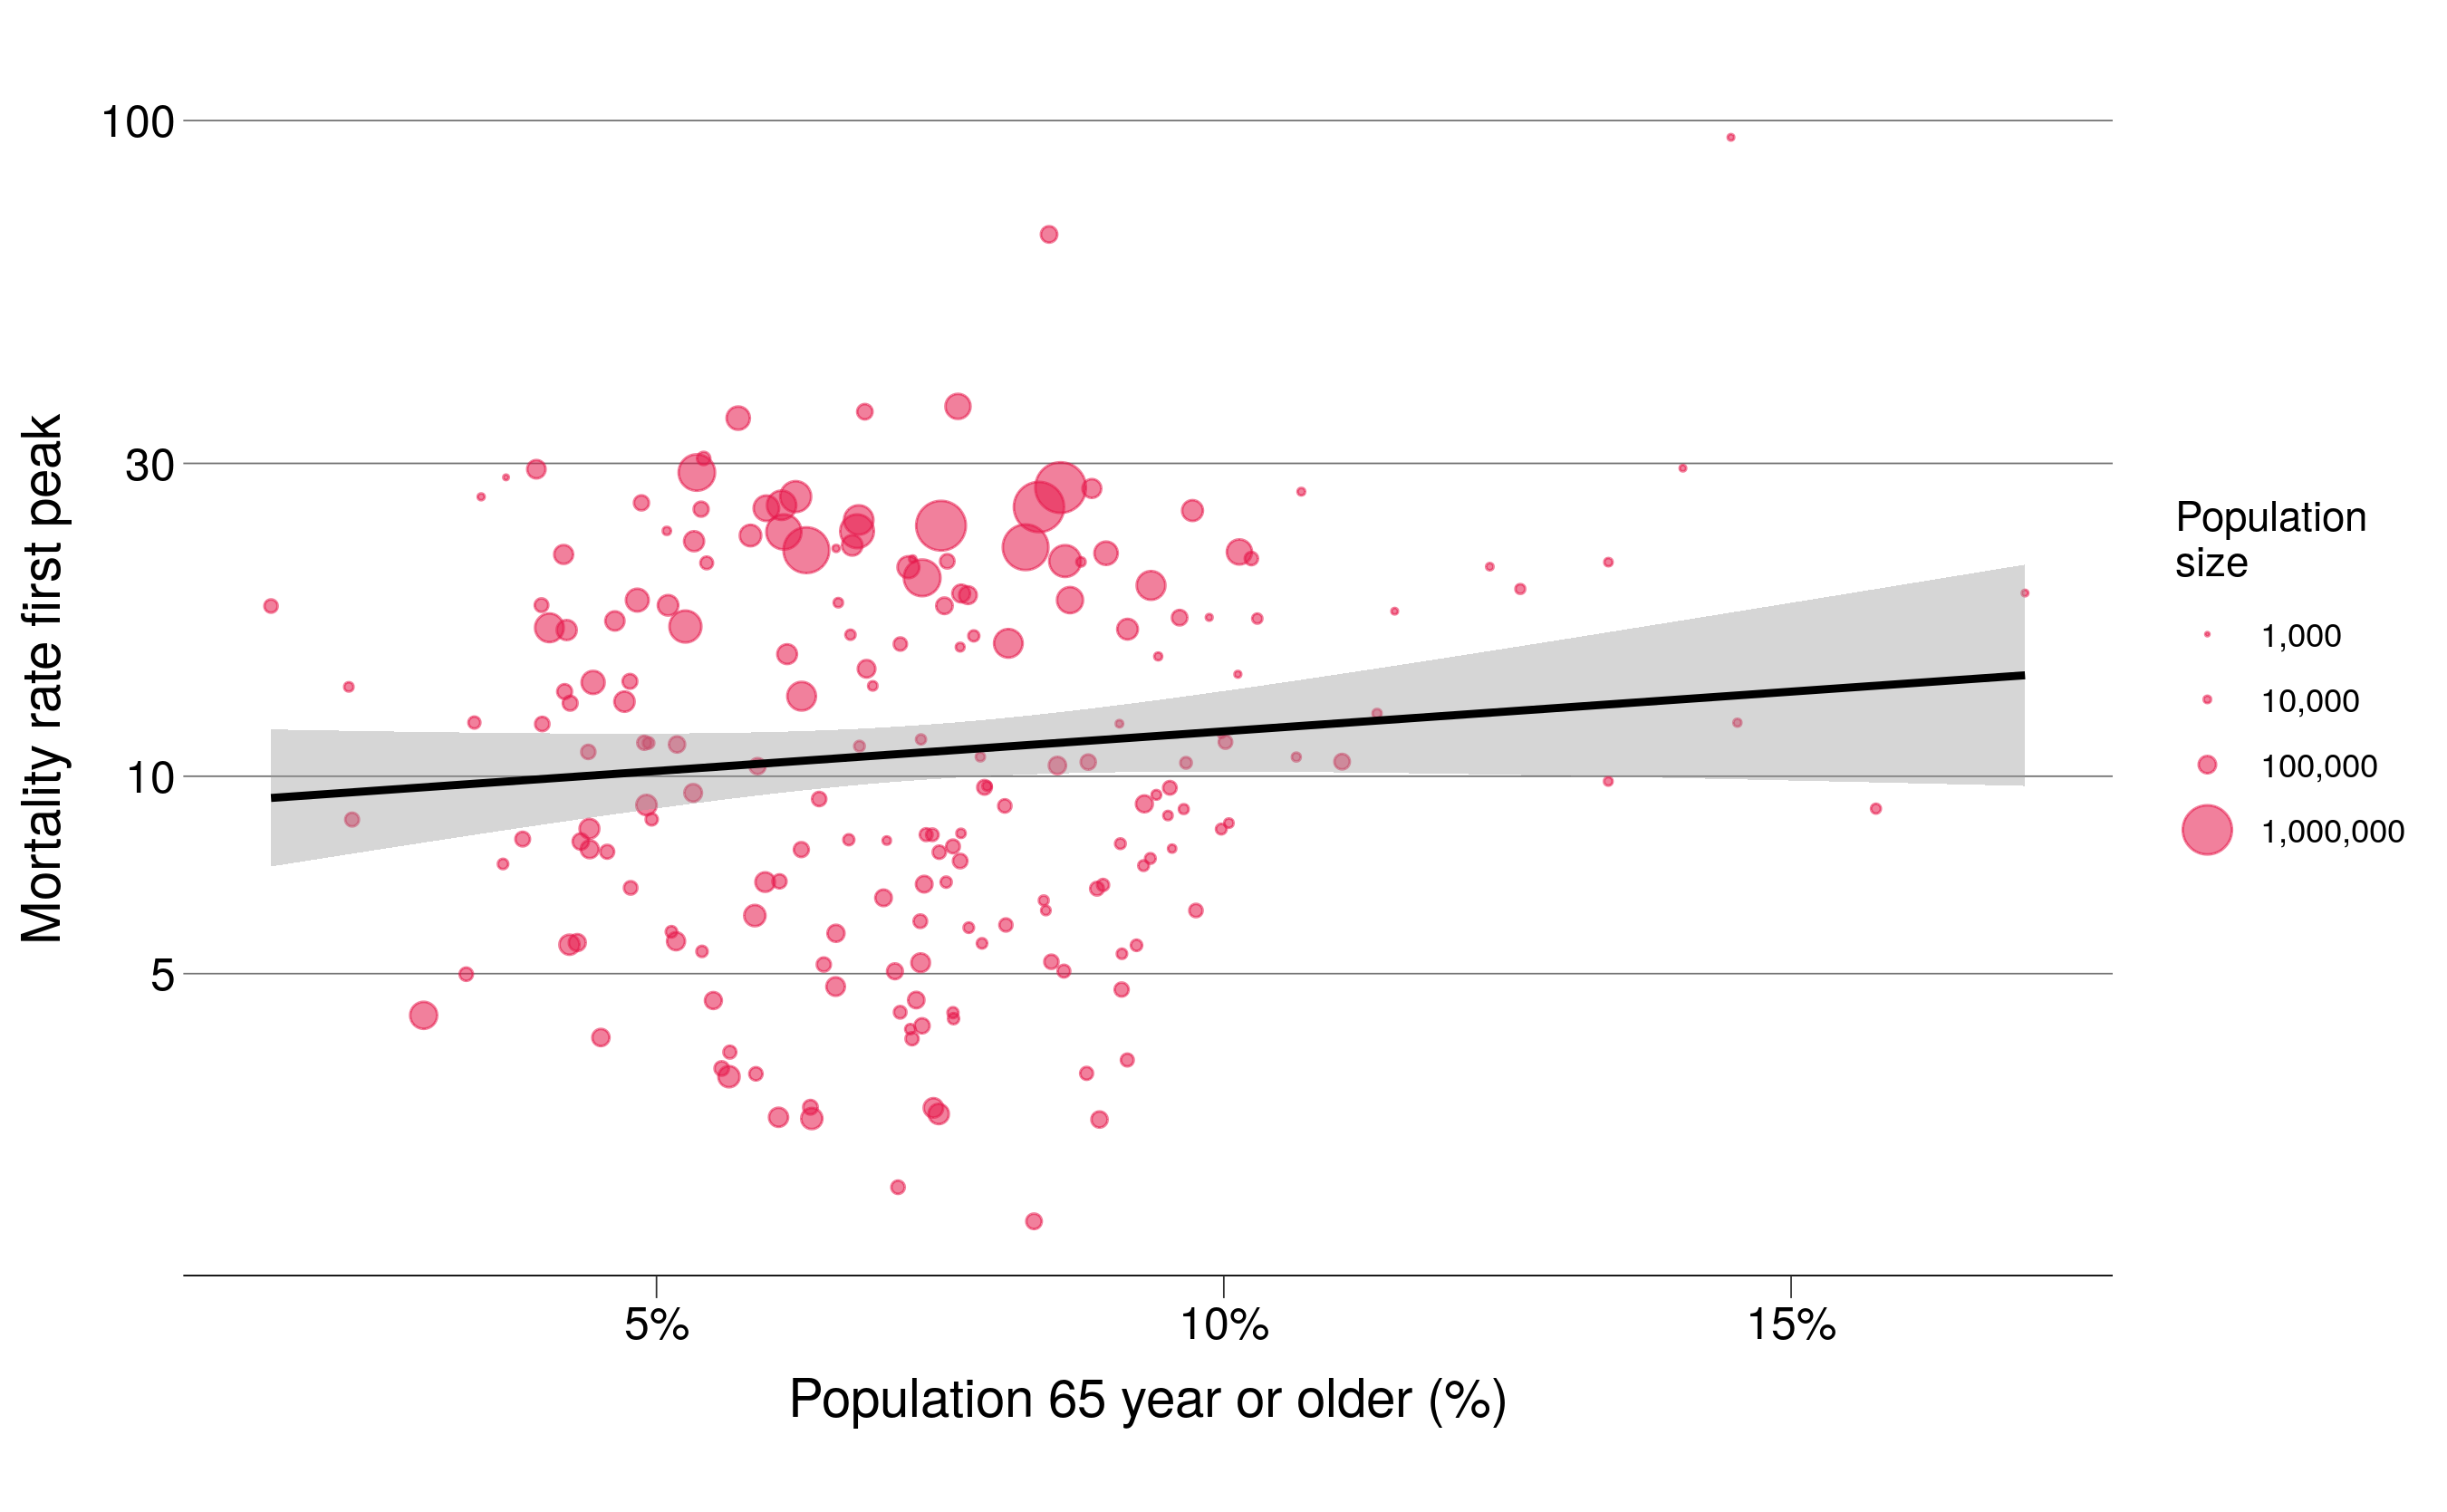 Mortality rate first peak
100
30
10
5
5%
10%
15%
Population 65 year or older (%)
Population
size
1,000
10,000
100,000
1,000,000